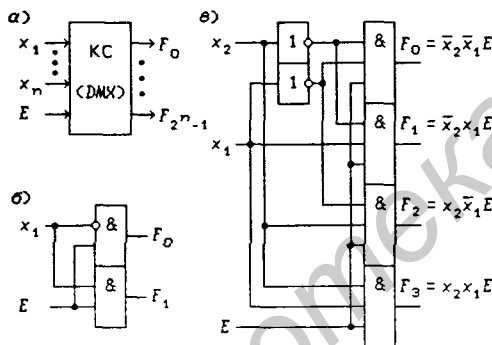 а)
x₁
xₙ
E
КС
(DMX)
F₀
F₂ⁿ₋₁
б)
x₁
E
&
&
F₀
F₁
в)
x₂
x₁
E
1
1
&
&
&
&
F₀ = x̄₂x̄₁E
F₁ = x̄₂x₁E
F₂ = x₂x̄₁E
F₃ = x₂x₁E